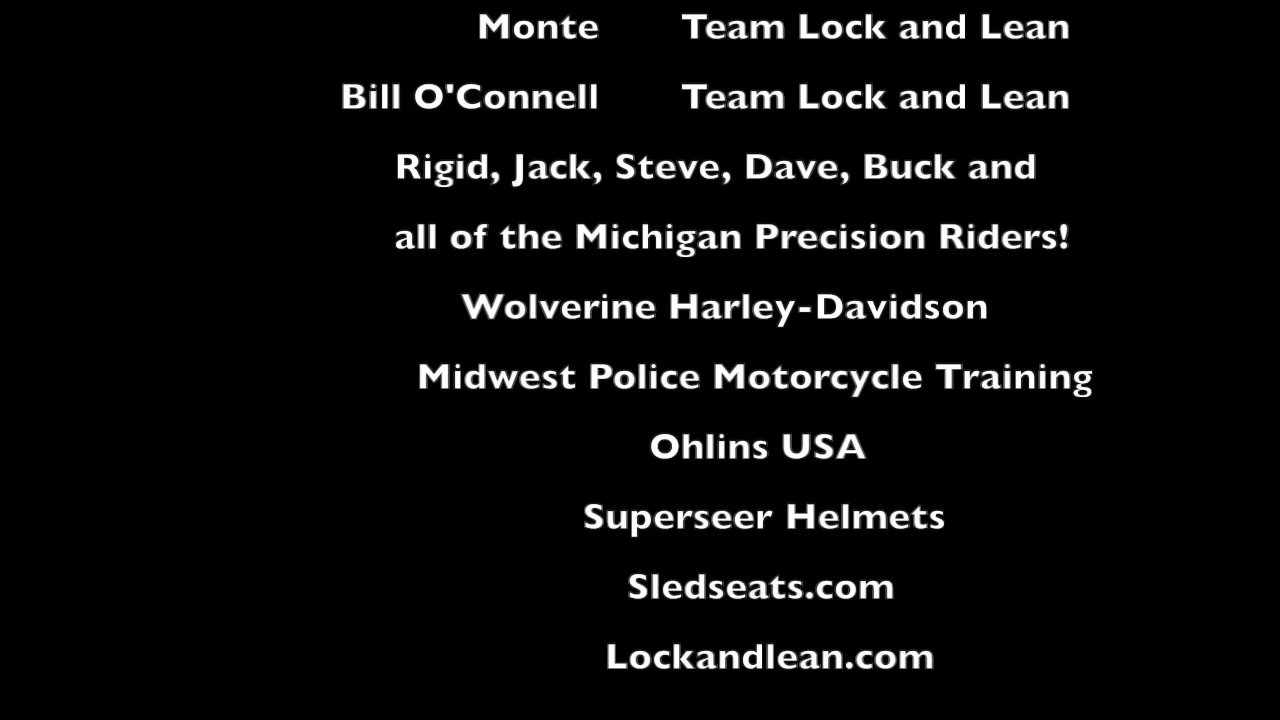 Monte Team Lock and Lean
Bill O'Connell Team Lock and Lean
Rigid, Jack, Steve, Dave, Buck and
all of the Michigan Precision Riders!
Wolverine Harley-Davidson
Midwest Police Motorcycle Training
Ohlins USA
Superseer Helmets
Sledseats.com
Lockandlean.com